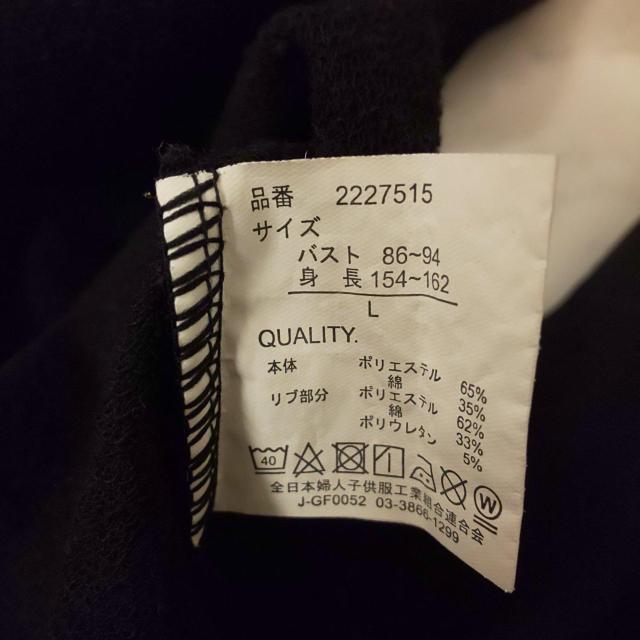 品番 2227515
サイズ
バスト 86~94
身長 154~162
L
QUALITY.
本体 ポリエステル 65%
綿 35%
リブ部分 ポリエステル 62%
綿 33%
ポリウレタン 5%
40
W
全日本婦人子供服工業組合連合会
J-GF0052 03-3866-1299